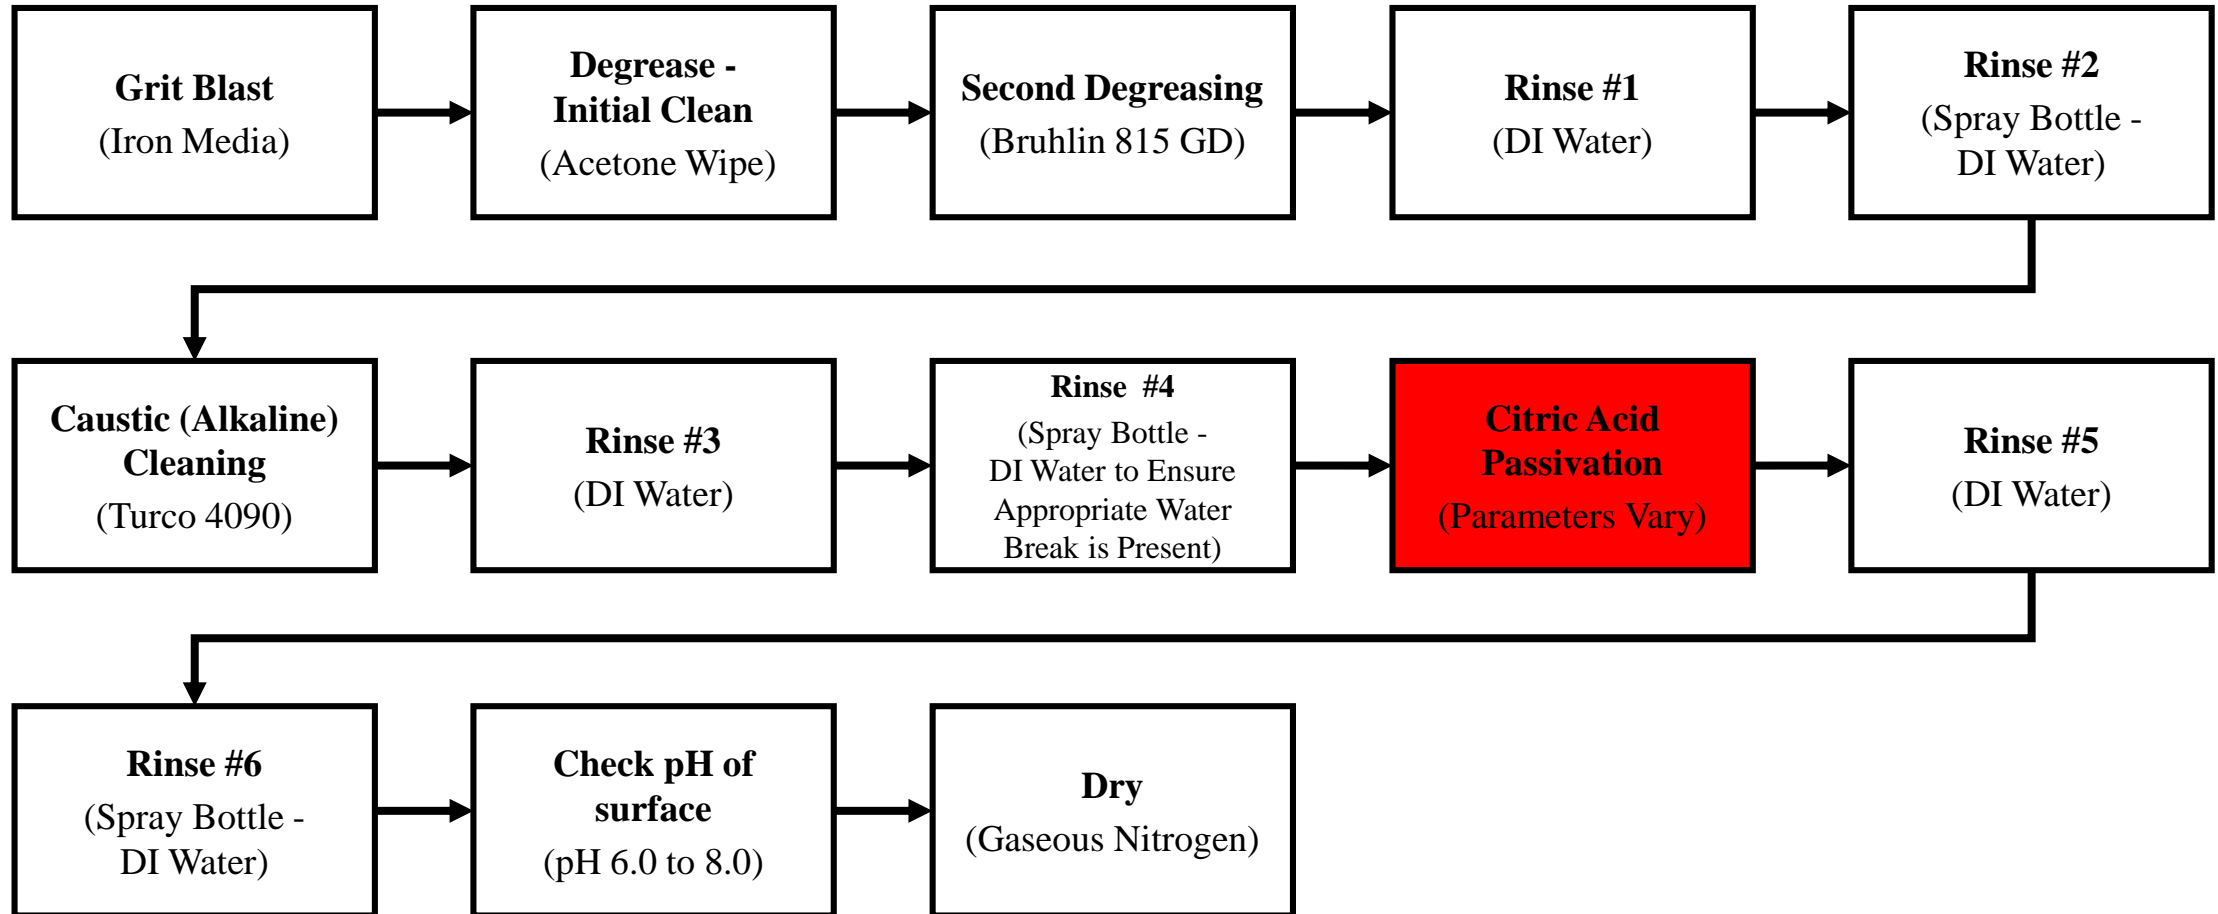 Grit Blast
(Iron Media)
Degrease -
Initial Clean
(Acetone Wipe)
Second Degreasing
(Bruhlin 815 GD)
Rinse #1
(DI Water)
Rinse #2
(Spray Bottle -
DI Water)
Caustic (Alkaline)
Cleaning
(Turco 4090)
Rinse #3
(DI Water)
Rinse #4
(Spray Bottle -
DI Water to Ensure
Appropriate Water
Break is Present)
Citric Acid
Passivation
(Parameters Vary)
Rinse #5
(DI Water)
Rinse #6
(Spray Bottle -
DI Water)
Check pH of
surface
(pH 6.0 to 8.0)
Dry
(Gaseous Nitrogen)